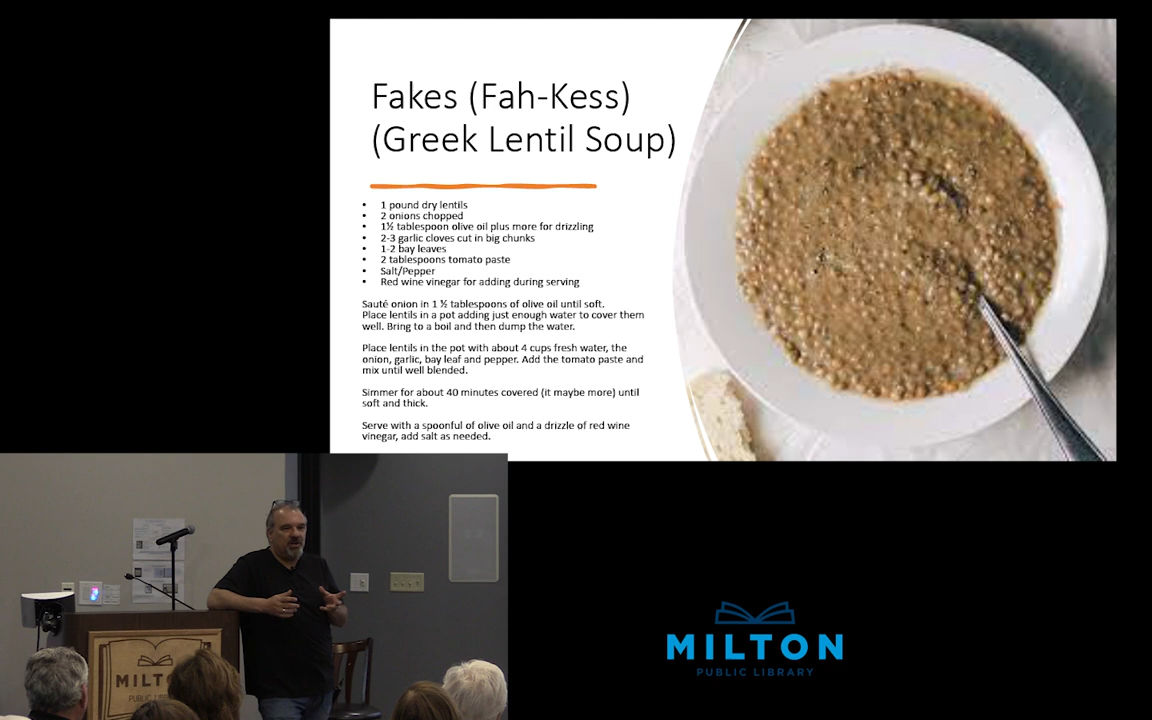 Fakes (Fah-Kess)
(Greek Lentil Soup)
• 1 pound dry lentils
• 2 onions chopped
• 1½ tablespoon olive oil plus more for drizzling
• 2-3 garlic cloves cut in big chunks
• 1-2 bay leaves
• 2 tablespoons tomato paste
• Salt/Pepper
• Red wine vinegar for adding during serving
Sauté onion in 1 ½ tablespoons of olive oil until soft.
Place lentils in a pot adding just enough water to cover them
well. Bring to a boil and then dump the water.
Place lentils in the pot with about 4 cups fresh water, the
onion, garlic, bay leaf and pepper. Add the tomato paste and
mix until well blended.
Simmer for about 40 minutes covered (it maybe more) until
soft and thick.
Serve with a spoonful of olive oil and a drizzle of red wine
vinegar, add salt as needed.
MILT
PUBLIC
MILTON
PUBLIC LIBRARY